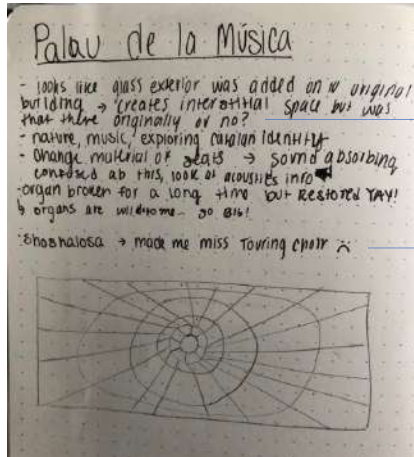 Palau de la Música
- looks like glass exterior was added on w original
building → creates interstitial space but was
that there originally or no?
- nature, music, exploring catalan identity
- Change material of seats → sound absorbing
confused ab this, look at acoustics info
- organ broken for a long time but RESTORED YAY!
↳ organs are wild to me - so BIG!
- Shoshalosa → made me miss Touring choir :(